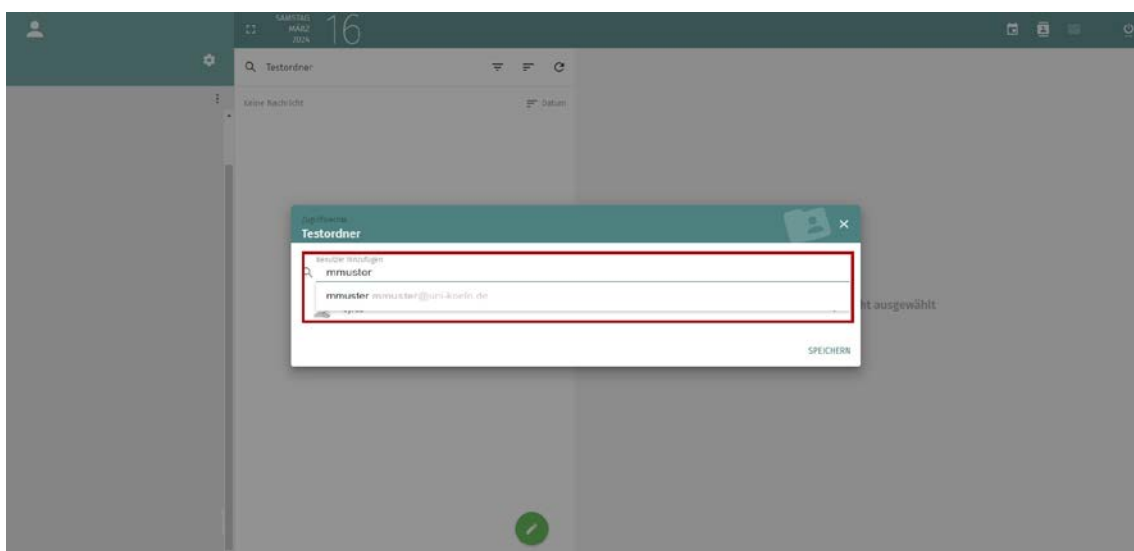 SAMSTAG
MÄRZ
2024
16
Testordner
Keine Nachricht
Datum
Zugriffsrechte
Testordner
Benutzer hinzufügen
mmuster
mmuster mmuster@uni-koeln.de
ht ausgewählt
SPEICHERN